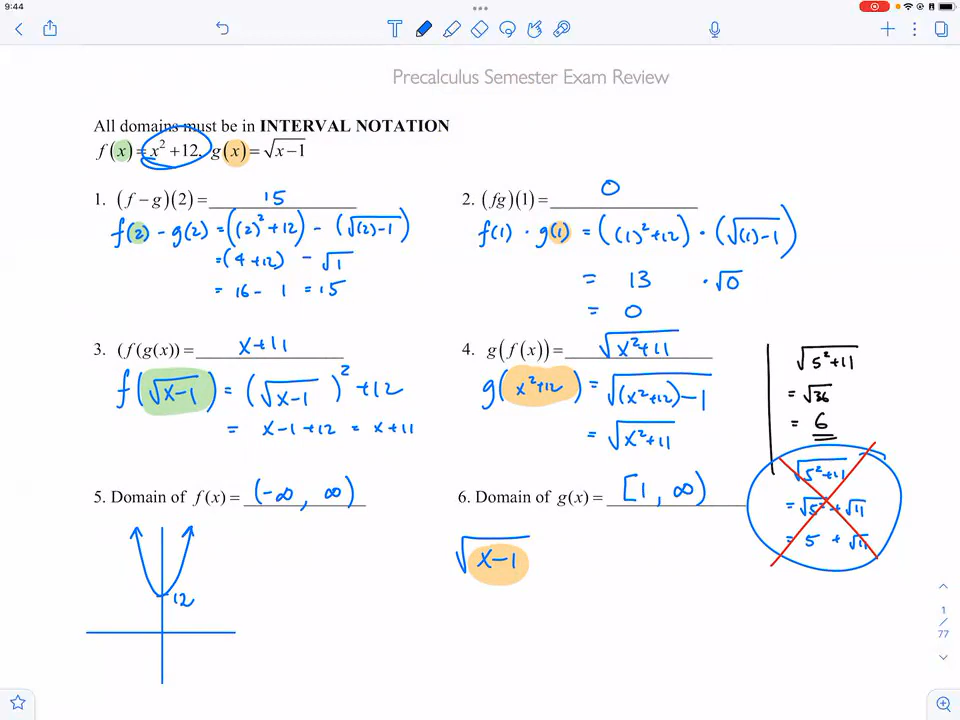 9:44
Precalculus Semester Exam Review
All domains must be in INTERVAL NOTATION
f(x) = x² + 12, g(x) = √x−1
1. (f − g)(2) = 15
f(2) − g(2) = ((2)² + 12) − (√(2)−1)
= (4 + 12) − √1
= 16 − 1 = 15
2. (fg)(1) = 0
f(1) · g(1) = ((1)² + 12) · (√(1)−1)
= 13 · √0
= 0
3. (f(g(x)) = x+11
f(√x−1) = (√x−1)² + 12
= x−1+12 = x+11
4. g(f(x)) = √x²+11
g(x²+12) = √(x²+12)−1
= √x²+11
√5²+11
= √36
= 6
√5²+11
= √5² + √11
= 5 + √11
5. Domain of f(x) = (−∞, ∞)
12
6. Domain of g(x) = [1, ∞)
√x−1
1
/
77